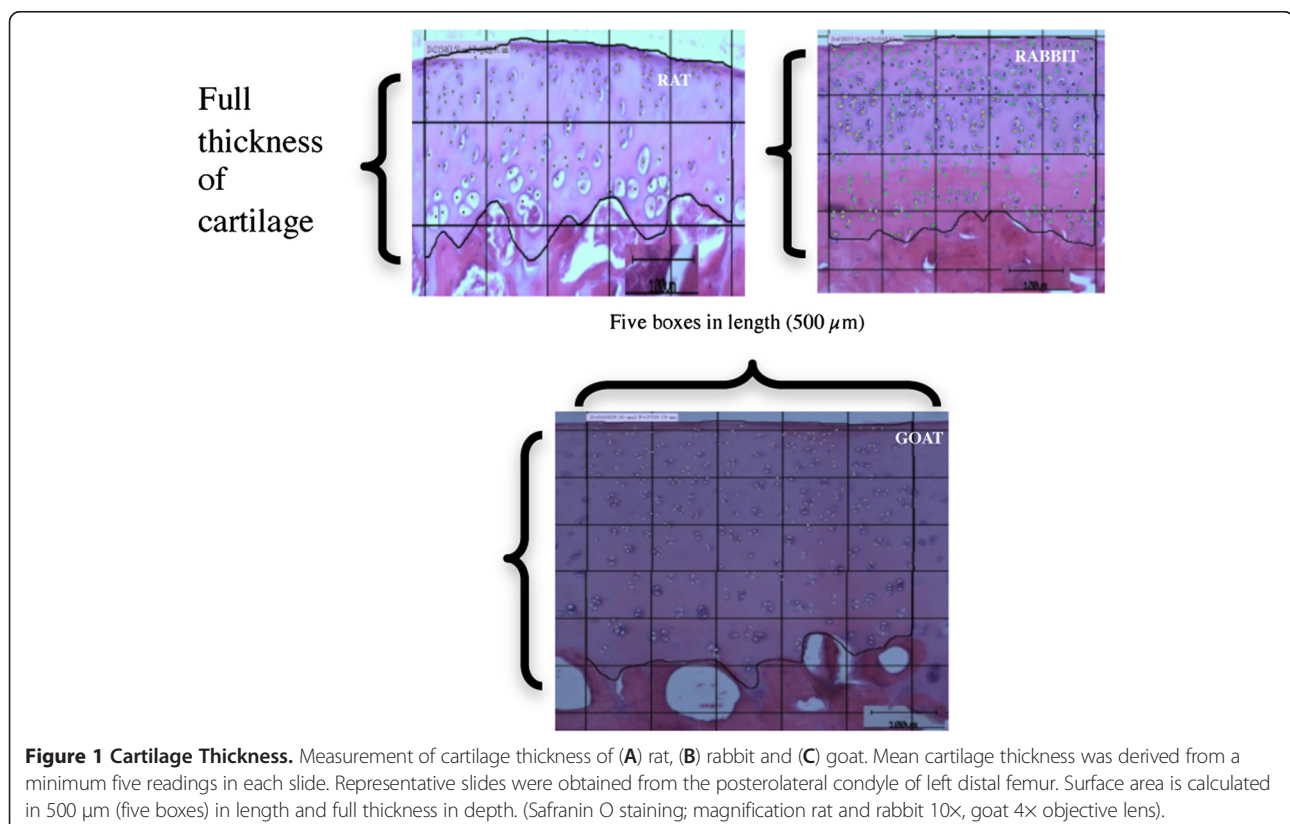 RAT
RABBIT
Full
thickness
of
cartilage
100μm
100μm
Five boxes in length (500 μm)
GOAT
100μm
Figure 1 Cartilage Thickness. Measurement of cartilage thickness of (A) rat, (B) rabbit and (C) goat. Mean cartilage thickness was derived from a
minimum five readings in each slide. Representative slides were obtained from the posterolateral condyle of left distal femur. Surface area is calculated
in 500 μm (five boxes) in length and full thickness in depth. (Safranin O staining; magnification rat and rabbit 10×, goat 4× objective lens).